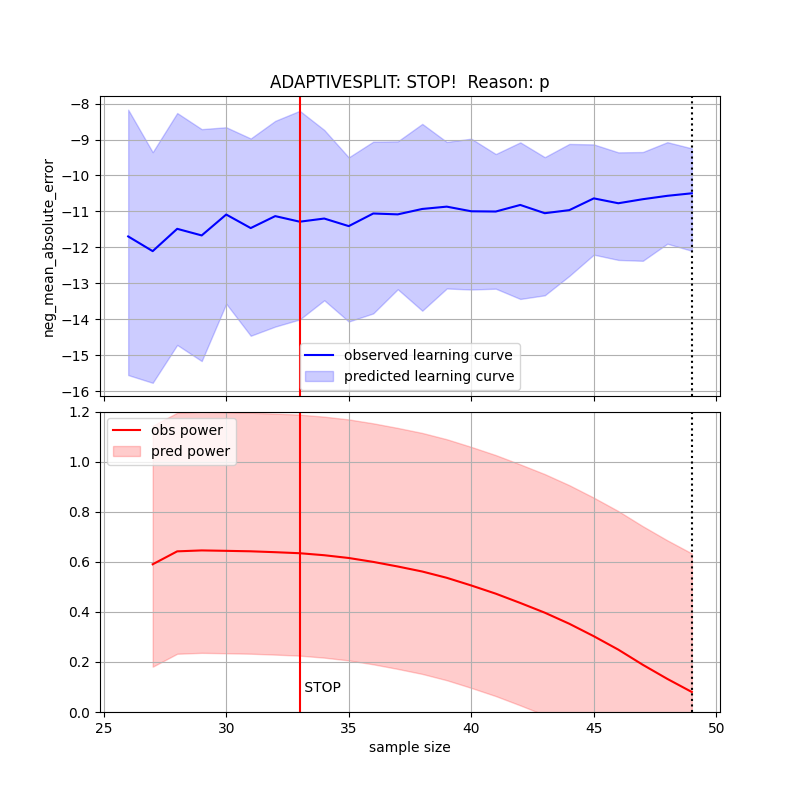 ADAPTIVESPLIT: STOP!  Reason: p
−8
−9
−10
−11
−12
−13
−14
−15
−16
neg_mean_absolute_error
observed learning curve
predicted learning curve
1.2
1.0
0.8
0.6
0.4
0.2
0.0
obs power
pred power
STOP
25
30
35
40
45
50
sample size